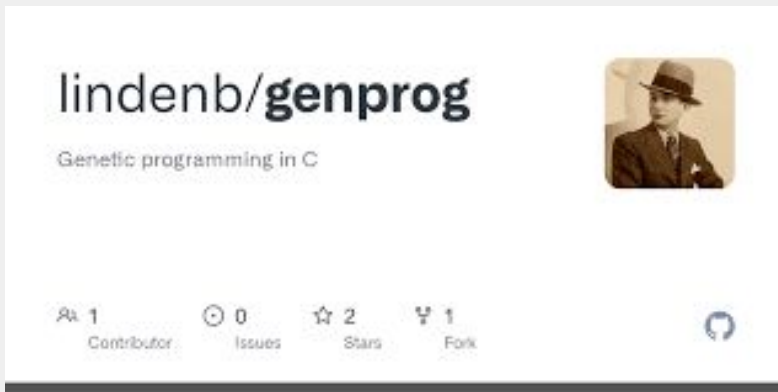 lindenb/genprog
Genetic programming in C
1 0 2 1
Contributor Issues Stars Fork